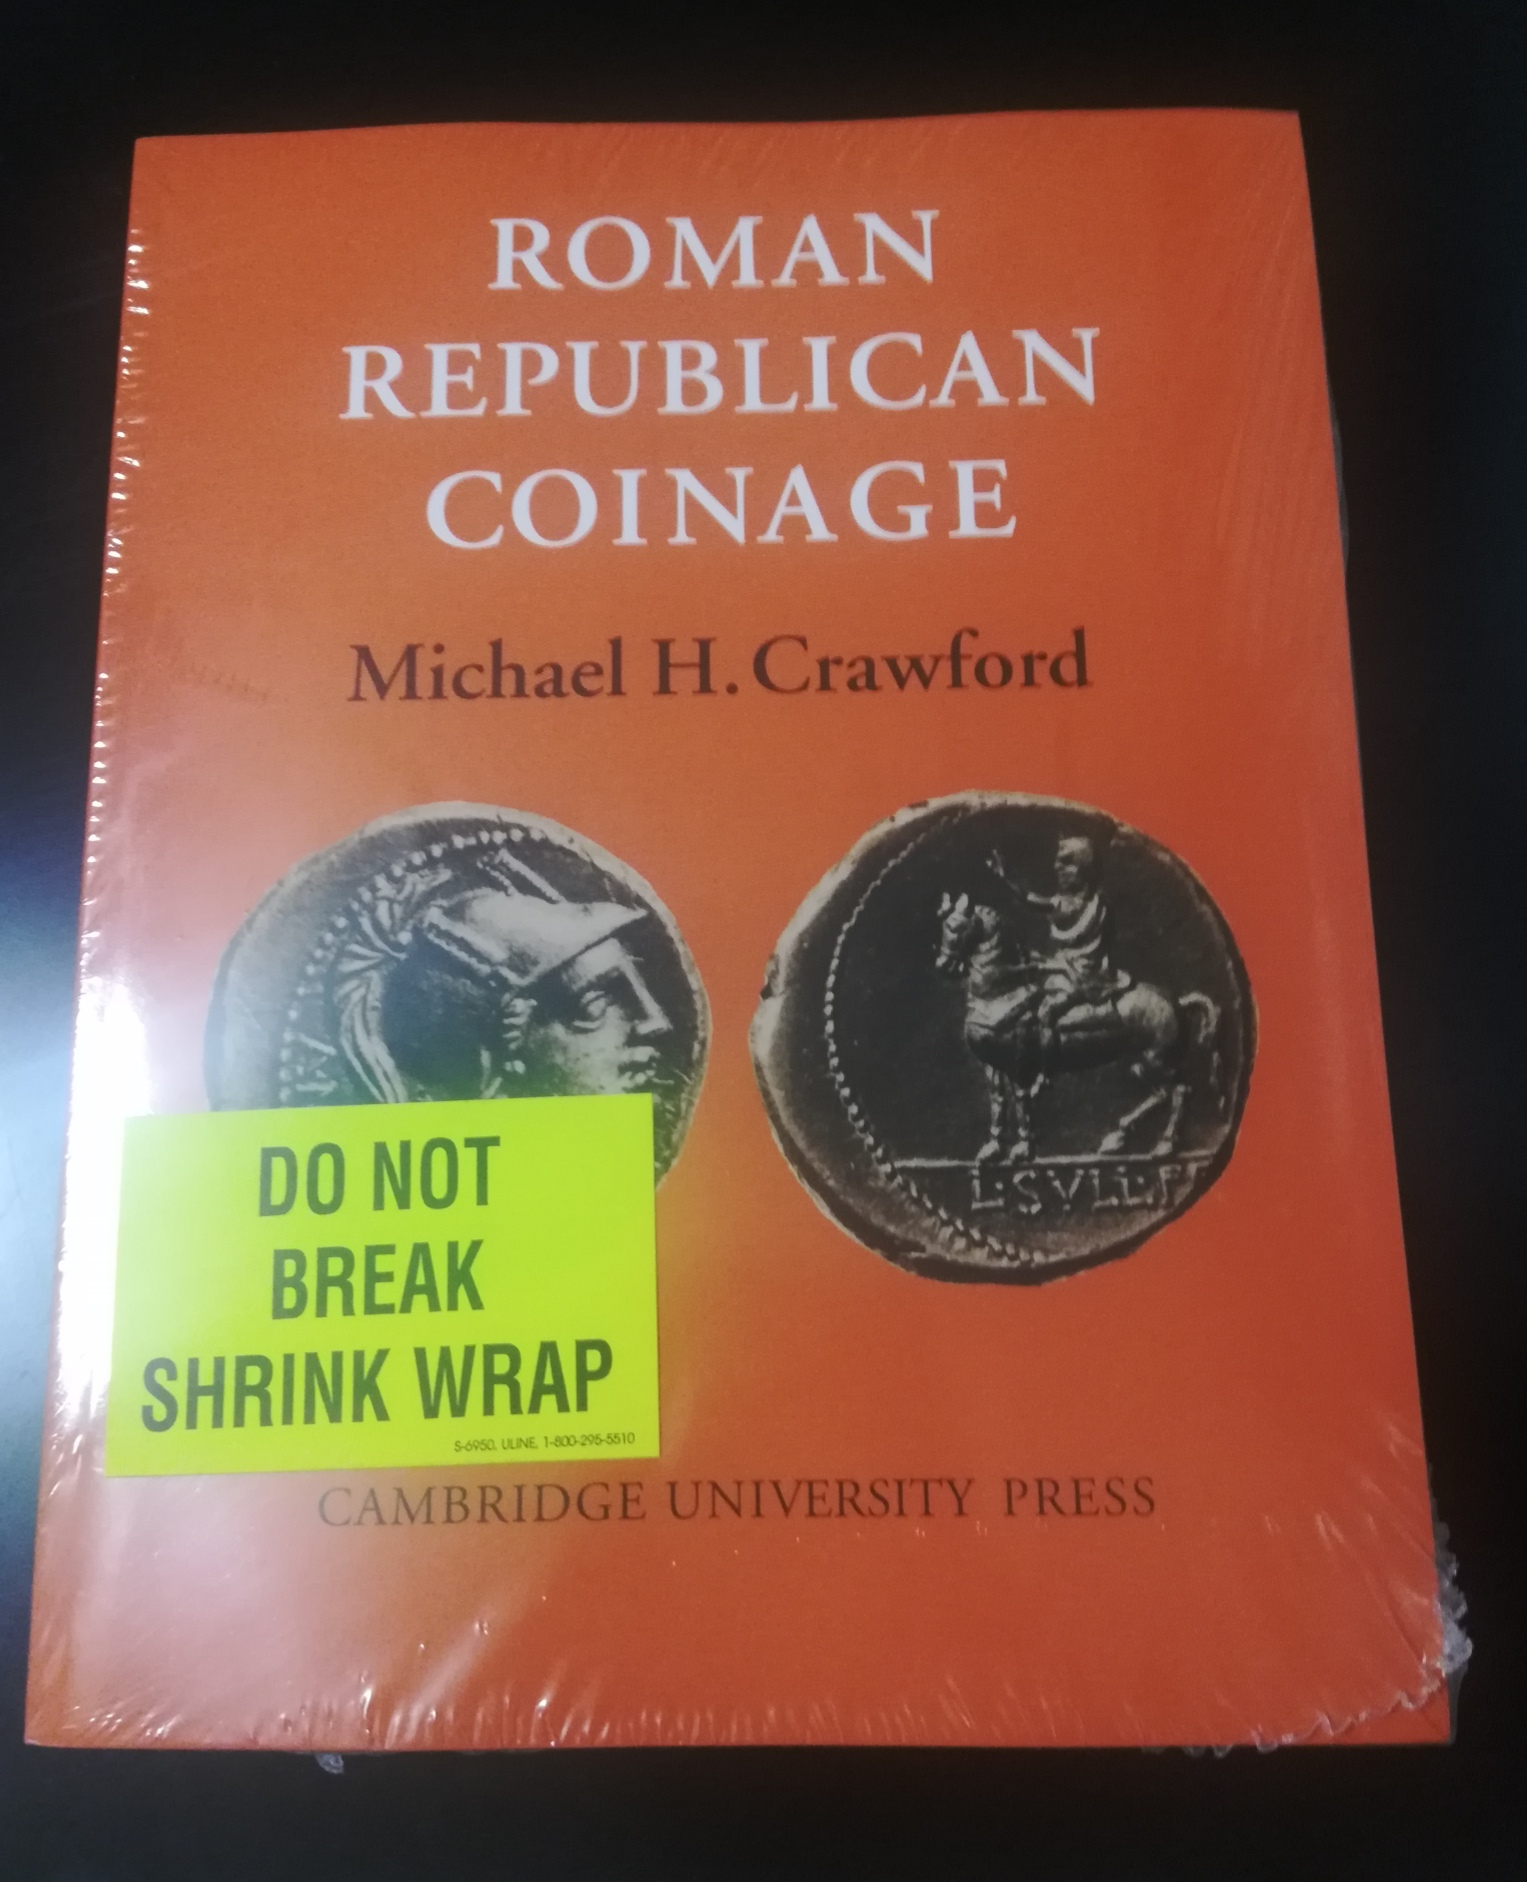 ROMAN
REPUBLICAN
COINAGE
Michael H. Crawford
L·SVLL·F
DO NOT
BREAK
SHRINK WRAP
S-6950, ULINE, 1-800-295-5510
CAMBRIDGE UNIVERSITY PRESS